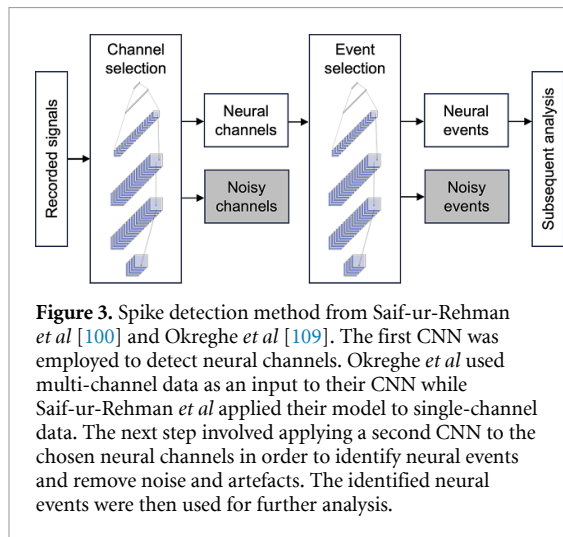 Recorded signals
Channel
selection
Neural
channels
Noisy
channels
Event
selection
Neural
events
Noisy
events
Subsequent analysis
Figure 3. Spike detection method from Saif-ur-Rehman
et al [100] and Okreghe et al [109]. The first CNN was
employed to detect neural channels. Okreghe et al used
multi-channel data as an input to their CNN while
Saif-ur-Rehman et al applied their model to single-channel
data. The next step involved applying a second CNN to the
chosen neural channels in order to identify neural events
and remove noise and artefacts. The identified neural
events were then used for further analysis.